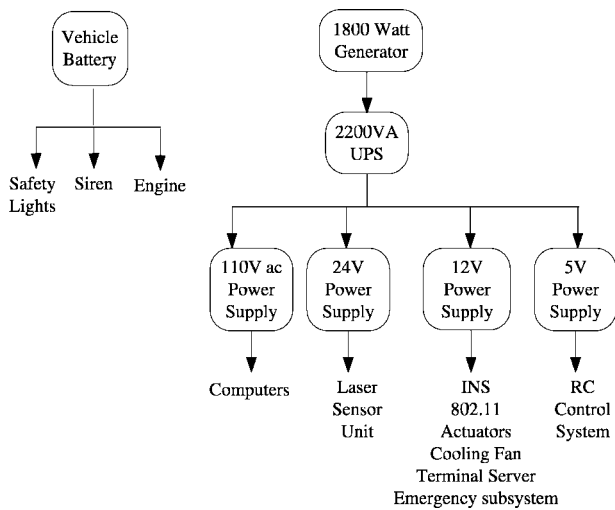 Vehicle
Battery
1800 Watt
Generator
2200VA
UPS
Safety
Lights
Siren
Engine
110V ac
Power
Supply
24V
Power
Supply
12V
Power
Supply
5V
Power
Supply
Computers
Laser
Sensor
Unit
INS
802.11
Actuators
Cooling Fan
Terminal Server
Emergency subsystem
RC
Control
System